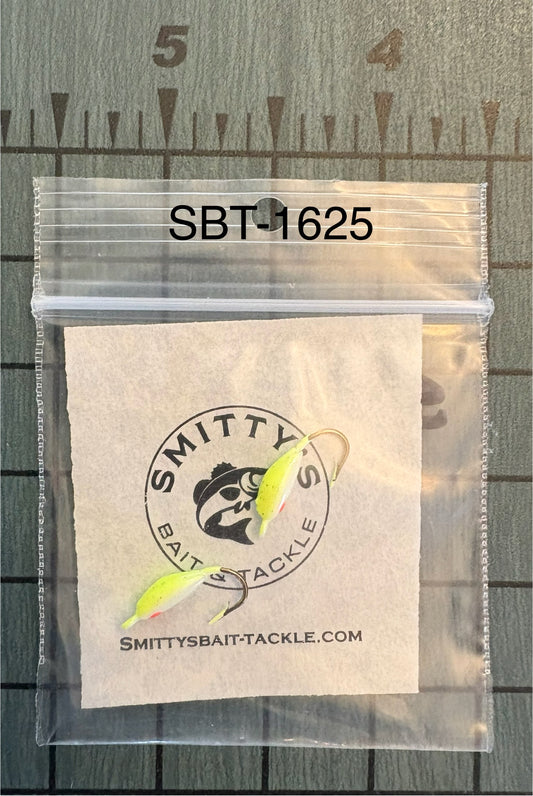 5 4
SBT-1625
SMITTY'S
BAIT & TACKLE
SMITTYSBAIT-TACKLE.COM